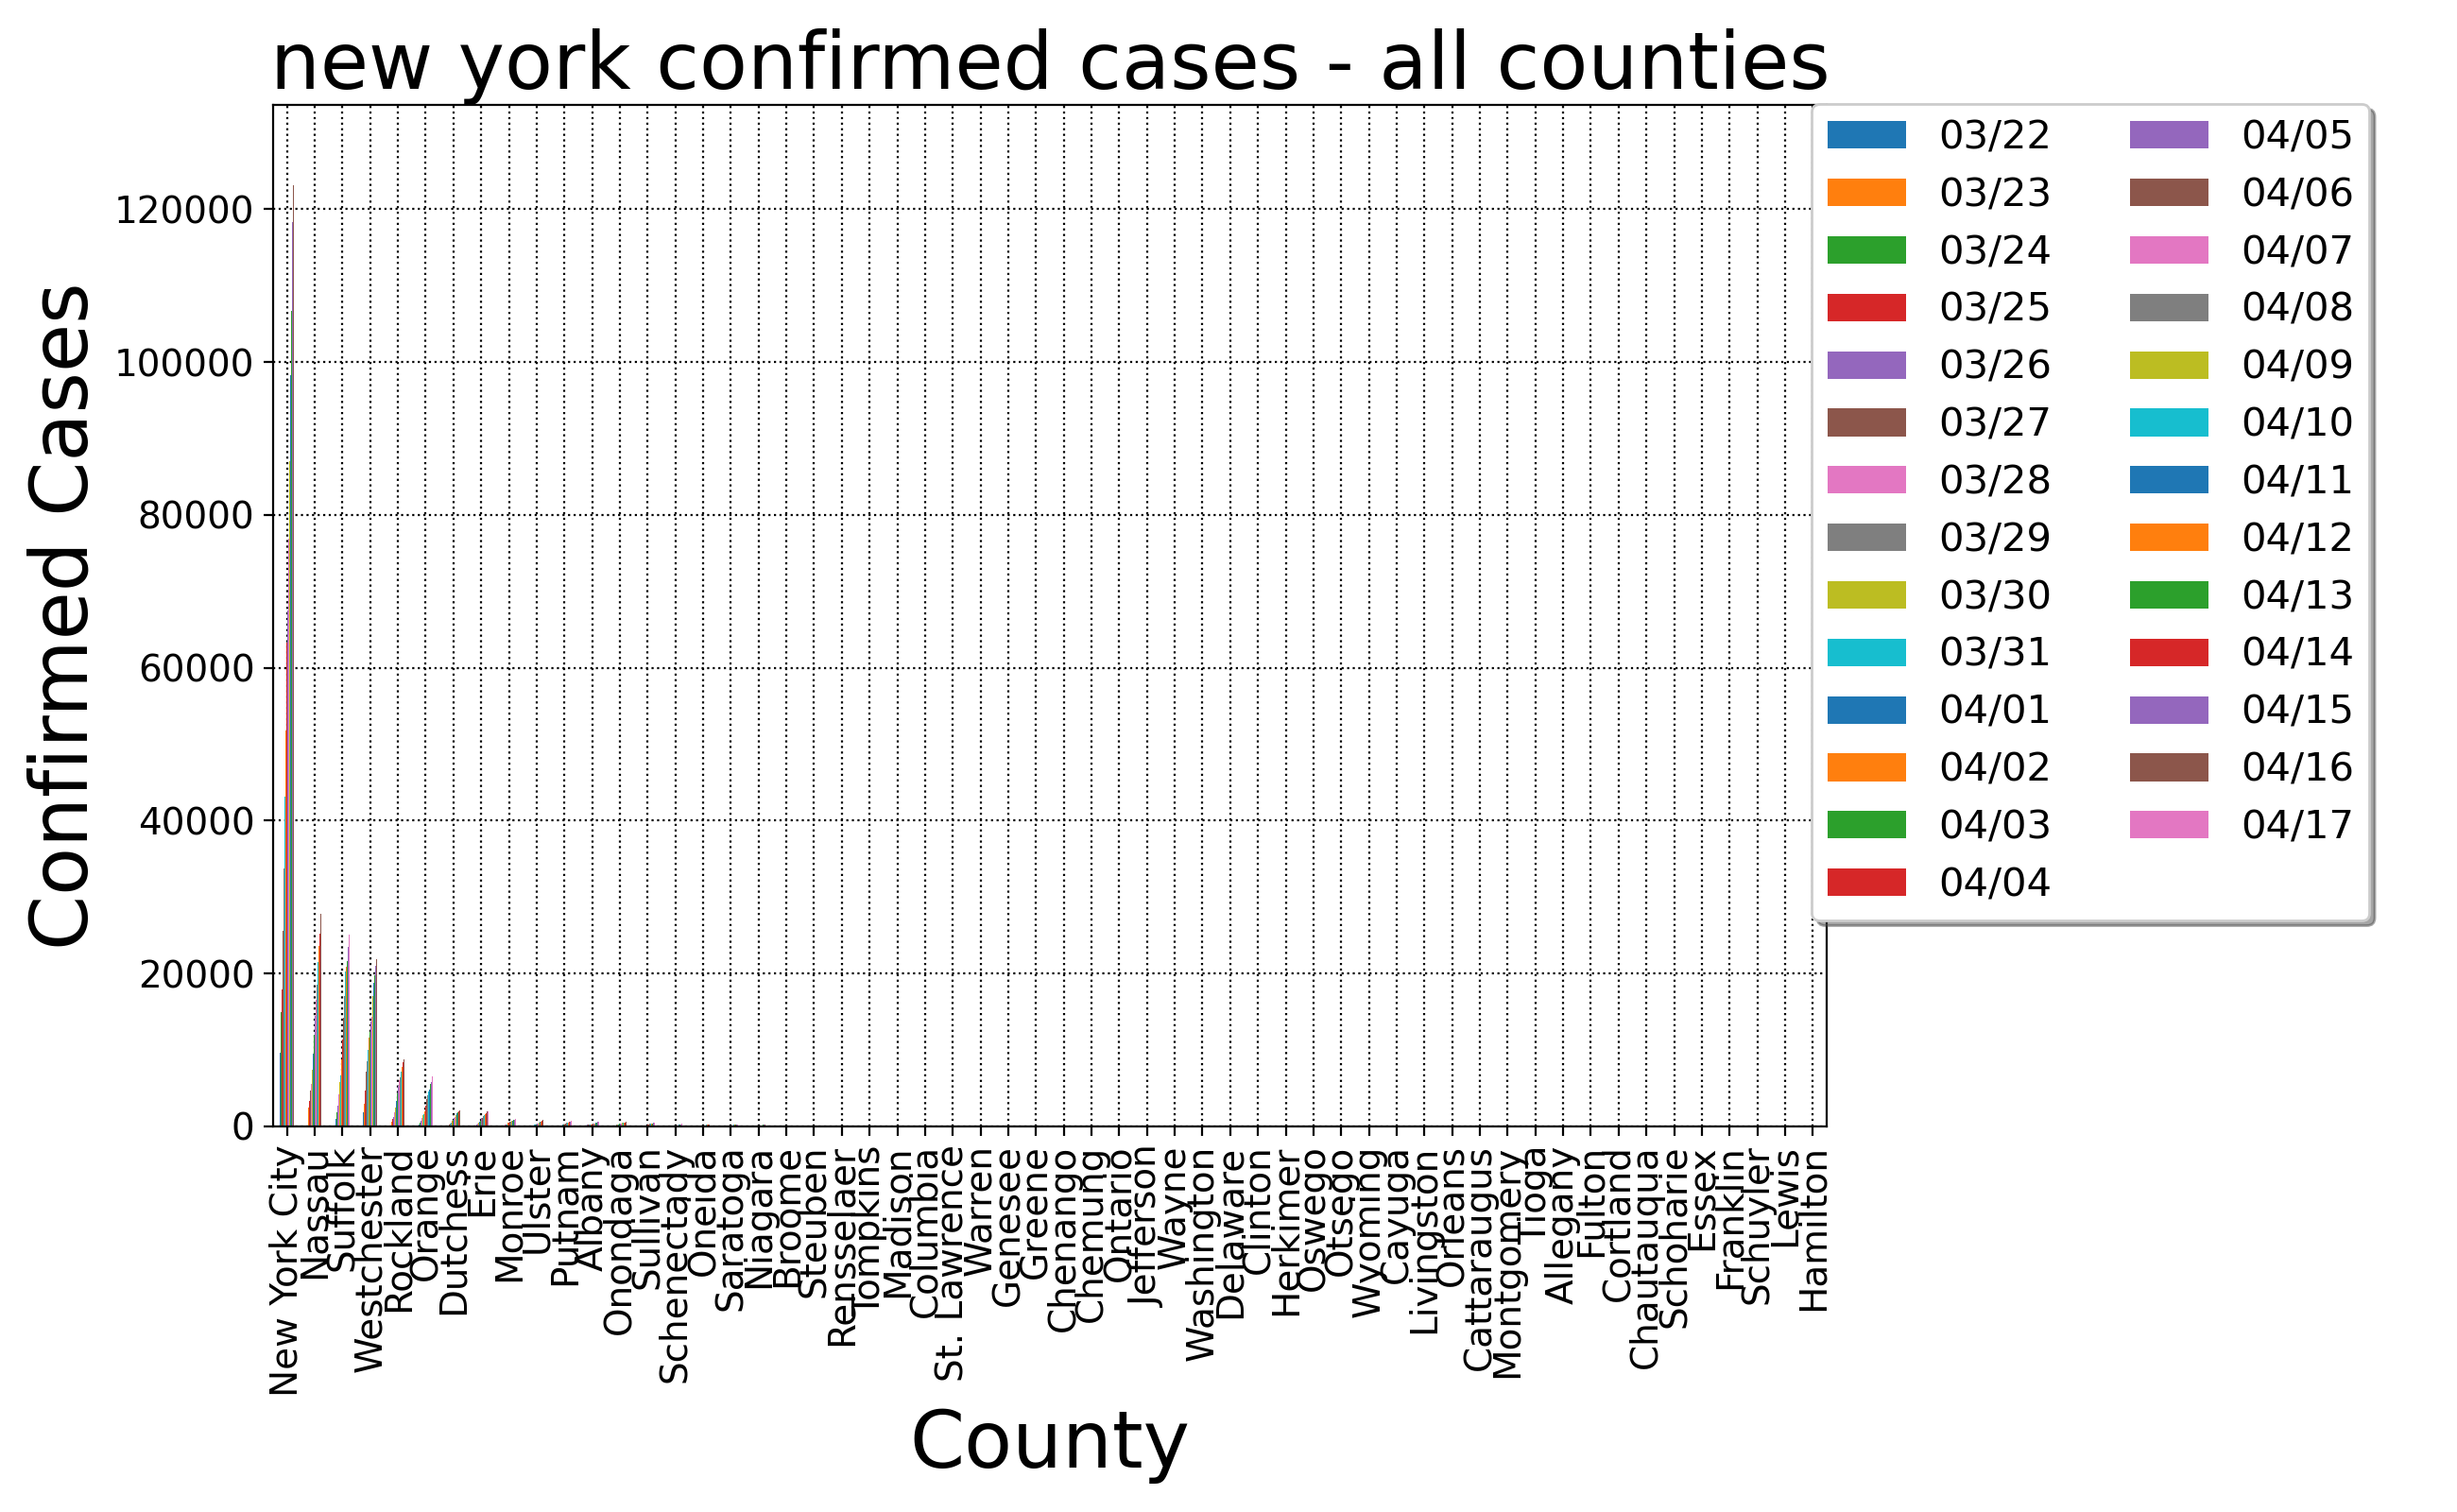 new york confirmed cases - all counties
Confirmed Cases
120000
100000
80000
60000
40000
20000
0
03/22
03/23
03/24
03/25
03/26
03/27
03/28
03/29
03/30
03/31
04/01
04/02
04/03
04/04
04/05
04/06
04/07
04/08
04/09
04/10
04/11
04/12
04/13
04/14
04/15
04/16
04/17
New York City
Nassau
Suffolk
Westchester
Rockland
Orange
Dutchess
Erie
Monroe
Ulster
Putnam
Albany
Onondaga
Sullivan
Schenectady
Oneida
Saratoga
Niagara
Broome
Steuben
Rensselaer
Tompkins
Madison
Columbia
St. Lawrence
Warren
Genesee
Greene
Chenango
Chemung
Ontario
Jefferson
Wayne
Washington
Delaware
Clinton
Herkimer
Oswego
Otsego
Wyoming
Cayuga
Livingston
Orleans
Cattaraugus
Montgomery
Tioga
Allegany
Fulton
Cortland
Chautauqua
Schoharie
Essex
Franklin
Schuyler
Lewis
Hamilton
County